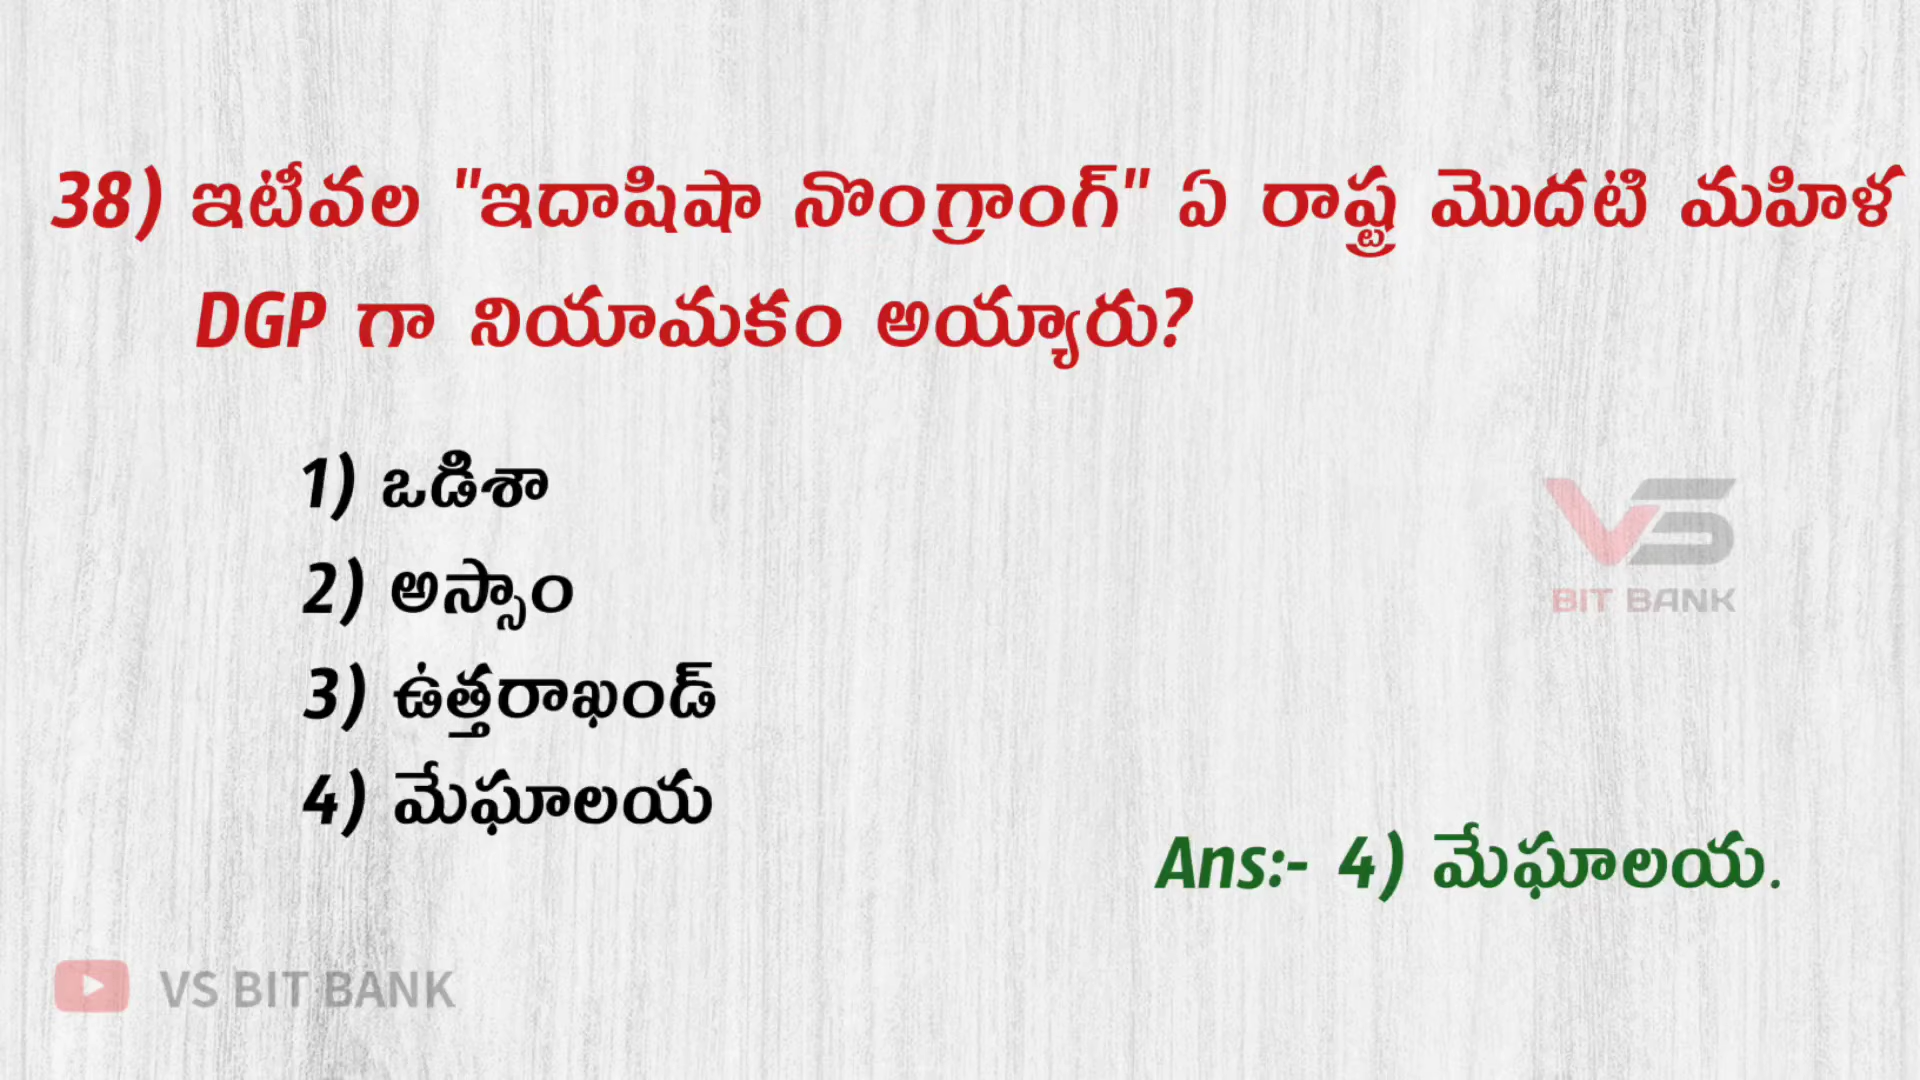 38) ఇటీవల "ఇదాషిషా నొంగ్రాంగ్" ఏ రాష్ట్ర మొదటి మహిళ
DGP గా నియామకం అయ్యారు?
1) ఒడిశా
2) అస్సాం
3) ఉత్తరాఖండ్
4) మేఘాలయ
Ans:- 4) మేఘాలయ.
VS
BIT BANK
VS BIT BANK